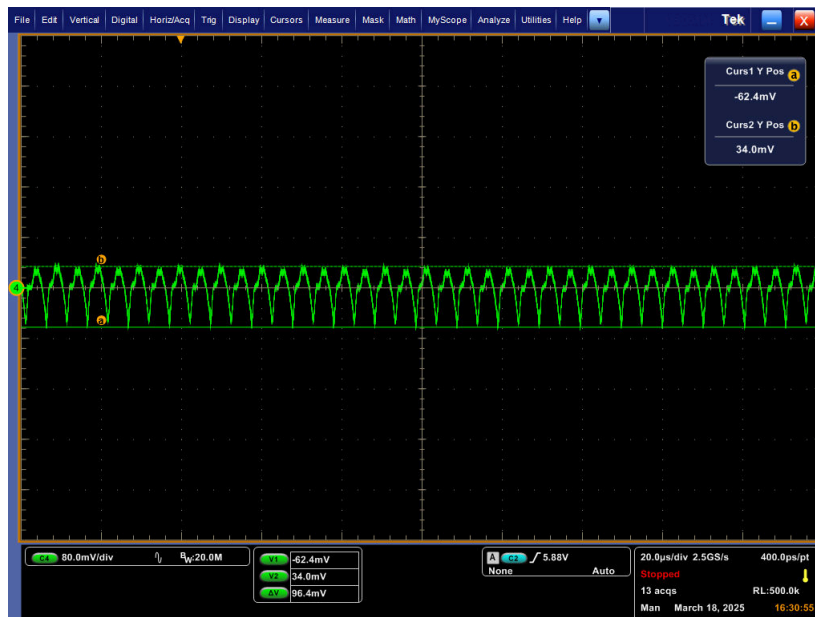 File Edit Vertical Digital Horiz/Acq Trig Display Cursors Measure Mask Math MyScope Analyze Utilities Help Tek X
Curs1 Y Pos a
-62.4mV
Curs2 Y Pos b
34.0mV
b
4
a
C4 80.0mV/div BW:20.0M
V1 -62.4mV
V2 34.0mV
ΔV 96.4mV
A C2 5.88V
None Auto
20.0µs/div 2.5GS/s 400.0ps/pt
Stopped
13 acqs RL:500.0k
Man March 18, 2025 16:30:55